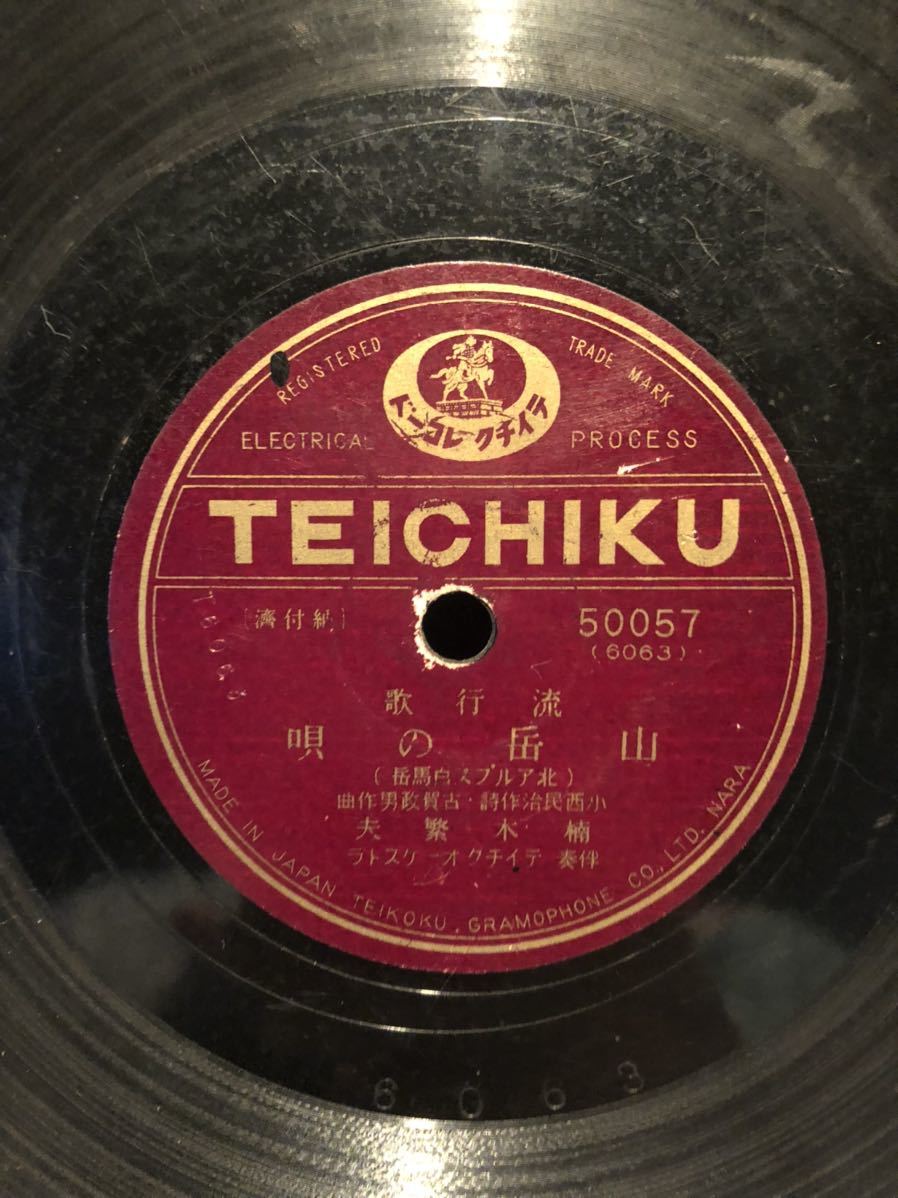 REGISTERED TRADE MARK
テイチクレコード
ELECTRICAL PROCESS
TEICHIKU
[納付濟]
50057
(6063)
流行歌
山岳の唄
(北アルプス白馬岳)
小西民治作詩・古賀政男作曲
楠木繁夫
伴奏 テイチクオーケストラ
MADE IN JAPAN TEIKOKU, GRAMOPHONE CO., LTD. NARA
6063